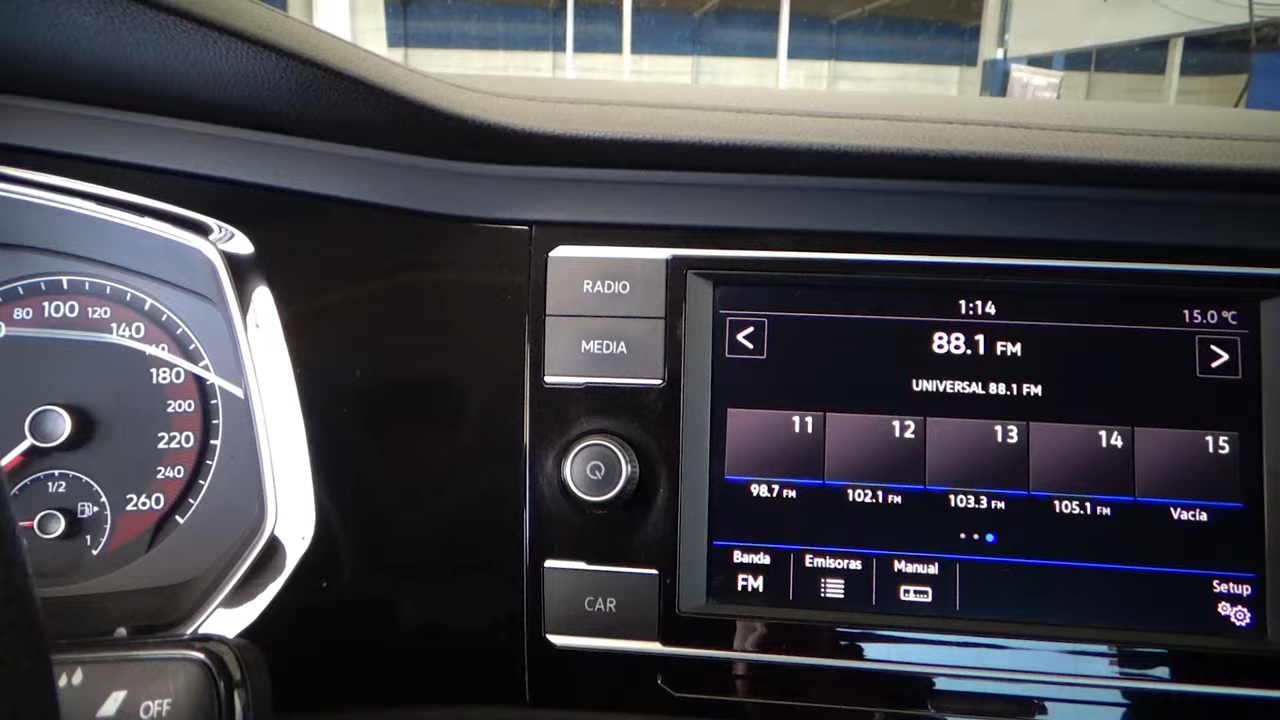 80 100 120
140
160
180
200
220
240
260
1/2
1
OFF
RADIO
MEDIA
CAR
1:14
15.0 °C
< 88.1 FM >
UNIVERSAL 88.1 FM
11 12 13 14 15
98.7 FM 102.1 FM 103.3 FM 105.1 FM Vacía
Banda Emisoras Manual
FM
Setup